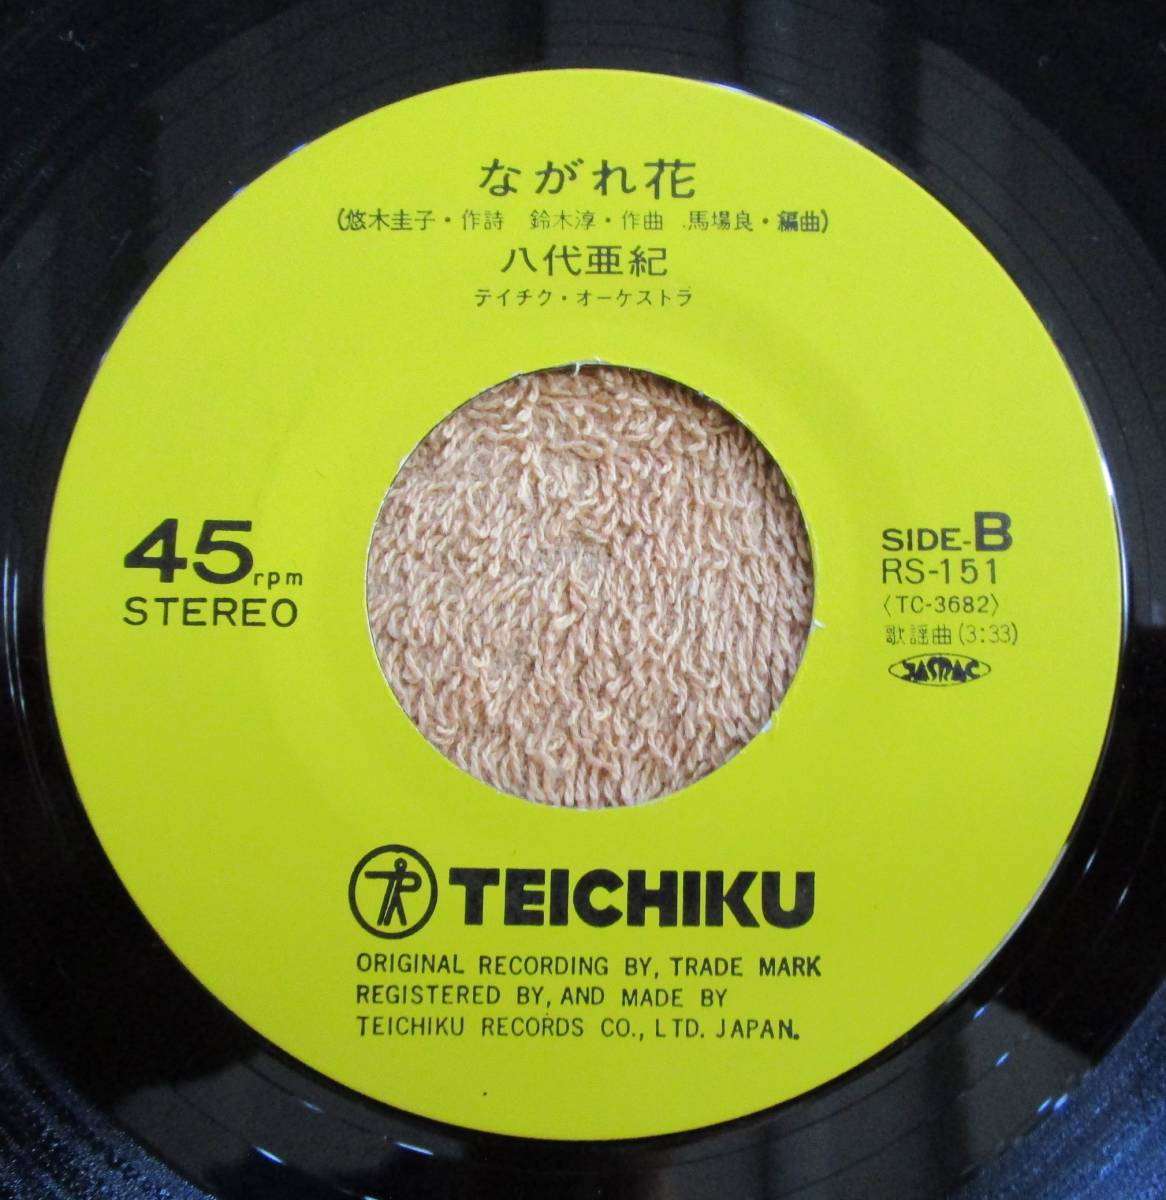 ながれ花
(悠木圭子・作詩 鈴木淳・作曲 馬場良・編曲)
八代亜紀
テイチク・オーケストラ
45rpm
STEREO
SIDE-B
RS-151
〈TC-3682〉
歌謡曲(3:33)
JASRAC
TEICHIKU
ORIGINAL RECORDING BY, TRADE MARK
REGISTERED BY, AND MADE BY
TEICHIKU RECORDS CO., LTD. JAPAN.